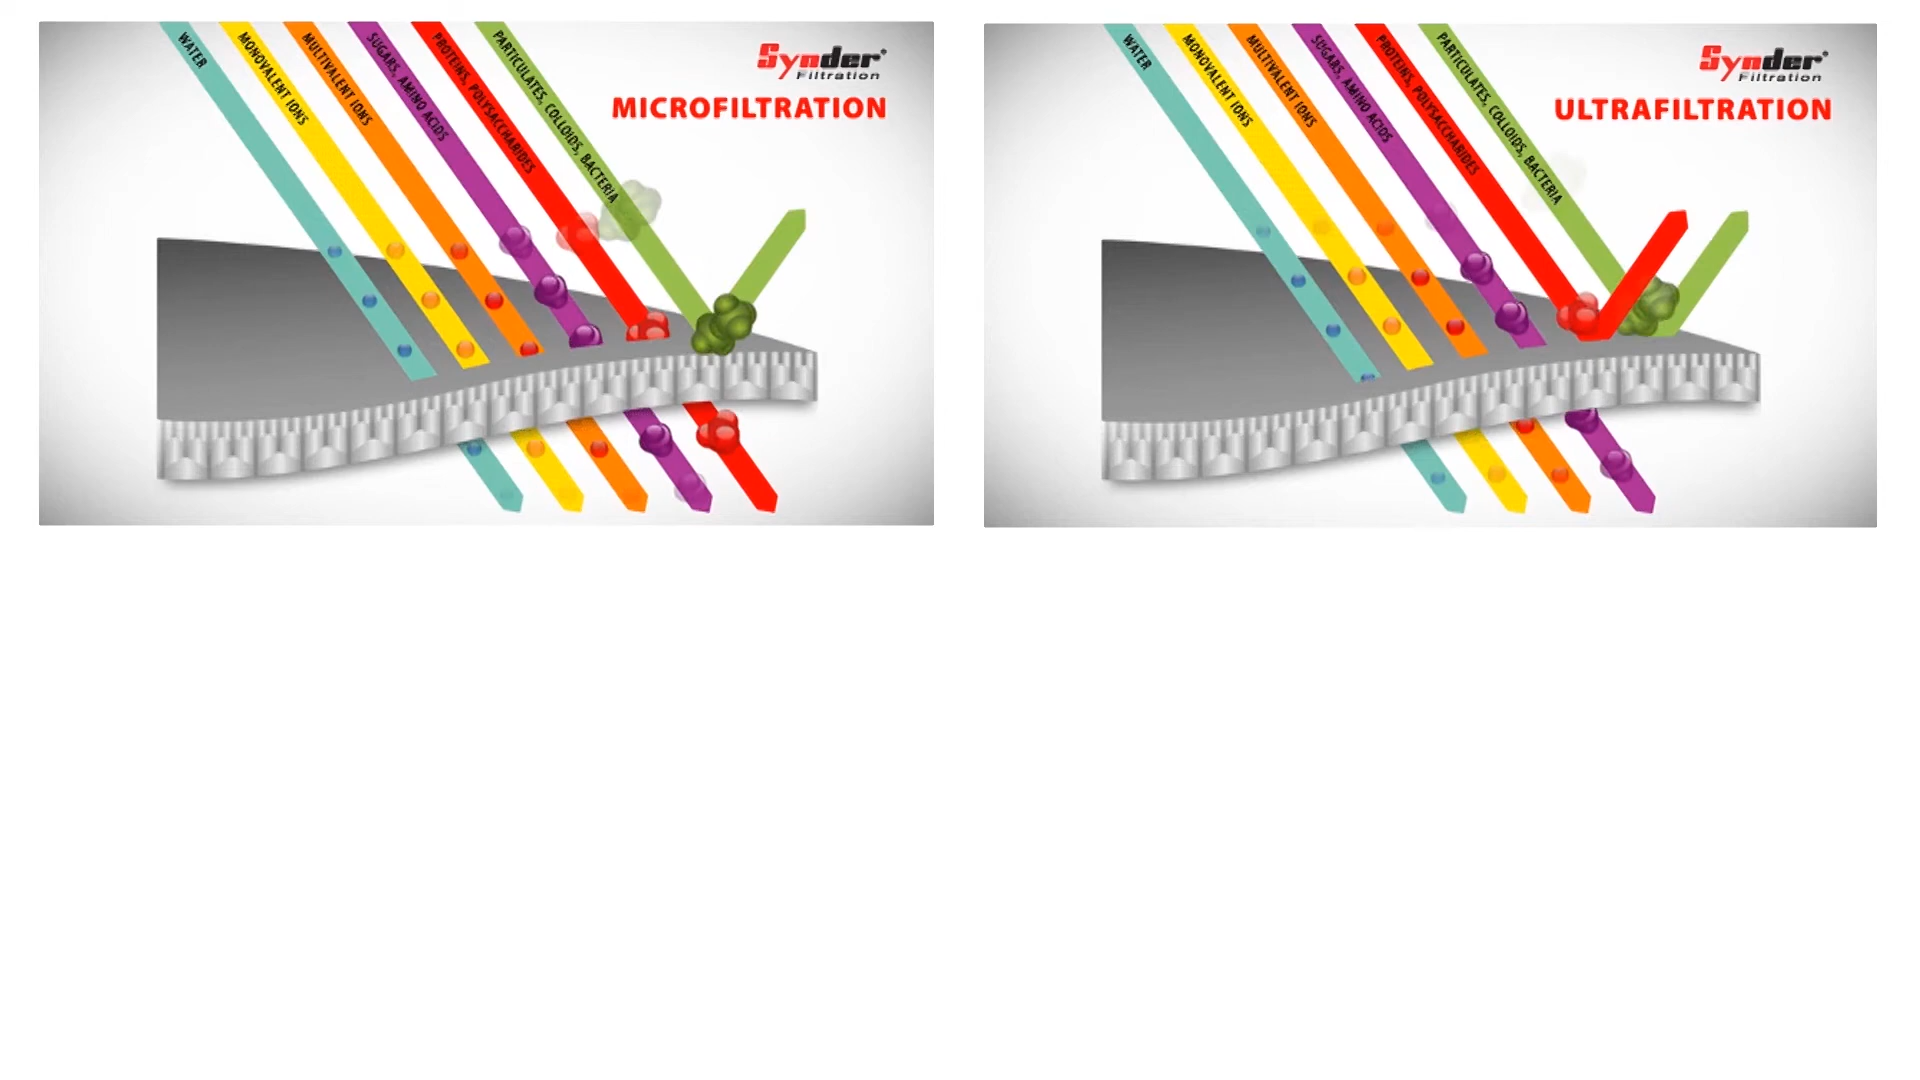 WATER
MONOVALENT IONS
MULTIVALENT IONS
SUGARS, AMINO ACIDS
PROTEINS, POLYSACCHARIDES
PARTICULATES, COLLOIDS, BACTERIA
Synder®
Filtration
MICROFILTRATION
WATER
MONOVALENT IONS
MULTIVALENT IONS
SUGARS, AMINO ACIDS
PROTEINS, POLYSACCHARIDES
PARTICULATES, COLLOIDS, BACTERIA
Synder®
Filtration
ULTRAFILTRATION